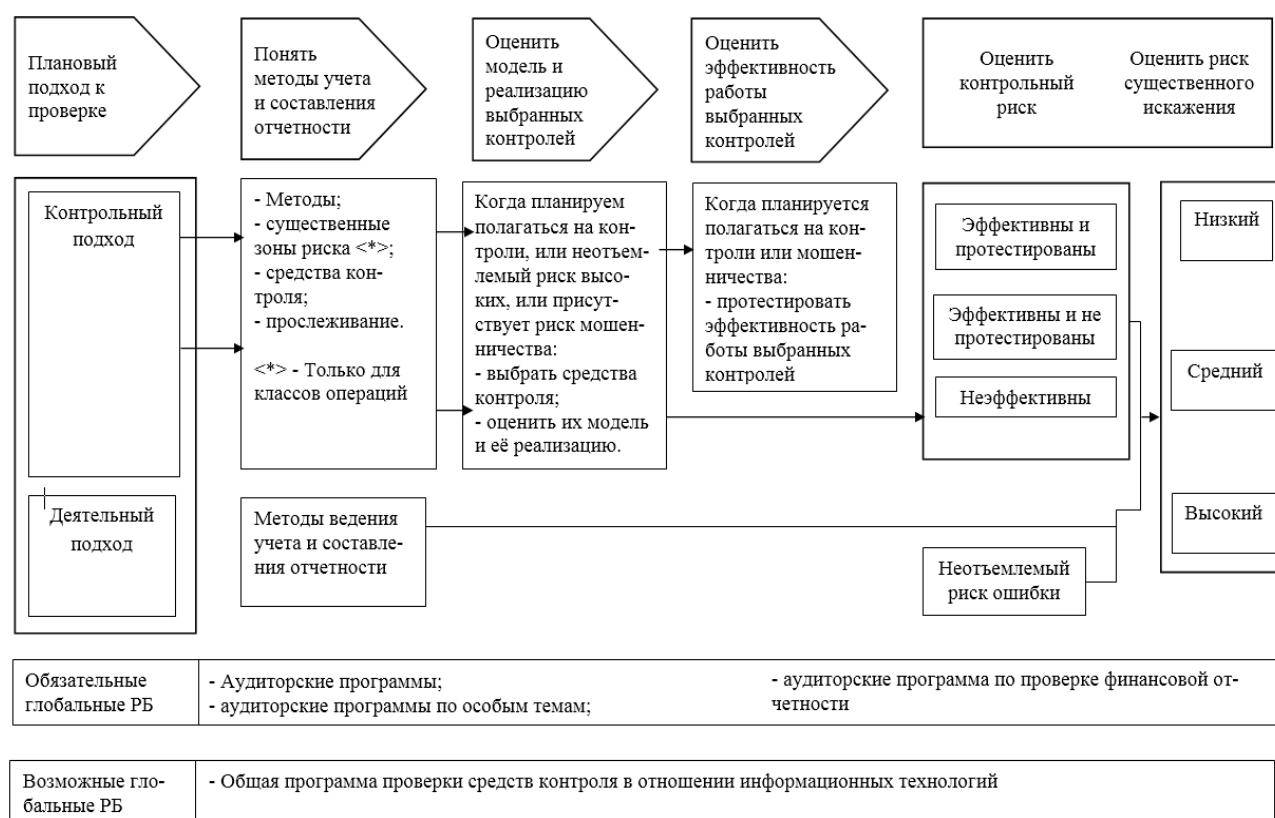 Плановый
подход к
проверке
Понять
методы учета
и составления
отчетности
Оценить
модель и
реализацию
выбранных
контролей
Оценить
эффективность
работы
выбранных
контролей
Оценить
контрольный
риск
Оценить риск
существенного
искажения
Контрольный
подход
Деятельный
подход
- Методы;
- существенные
зоны риска <*>;
- средства кон-
троля;
- прослеживание.
<*> - Только для
классов операций
Когда планируем
полагаться на кон-
троли, или неотъем-
лемый риск высо-
ких, или присут-
ствует риск мошен-
ничества:
- выбрать средства
контроля;
- оценить их модель
и её реализацию.
Когда планируется
полагаться на кон-
троли или мошен-
ничества:
- протестировать
эффективность ра-
боты выбранных
контролей
Эффективны и
протестированы
Эффективны и не
протестированы
Неэффективны
Низкий
Средний
Высокий
Методы ведения
учета и составле-
ния отчетности
Неотъемлемый
риск ошибки
Обязательные
глобальные РБ
- Аудиторские программы;
- аудиторские программы по особым темам;
- аудиторские программа по проверке финансовой от-
четности
Возможные гло-
бальные РБ
- Общая программа проверки средств контроля в отношении информационных технологий